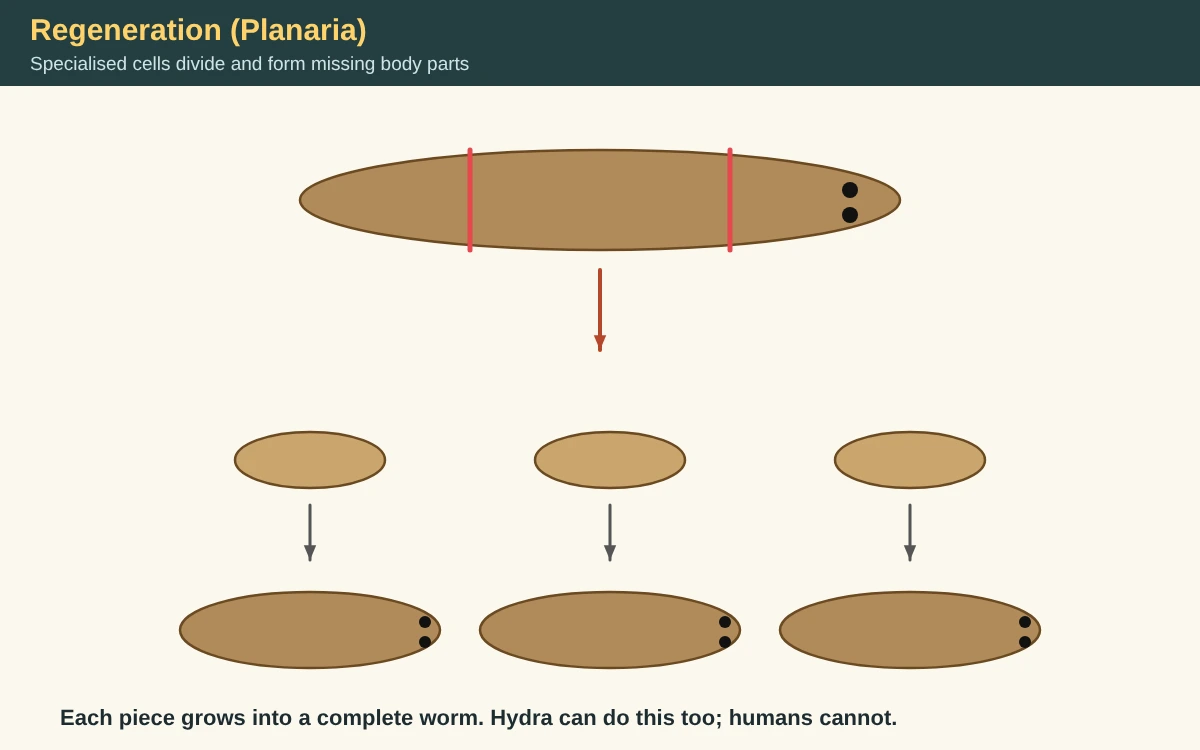 Regeneration (Planaria)
Specialised cells divide and form missing body parts
Each piece grows into a complete worm. Hydra can do this too; humans cannot.